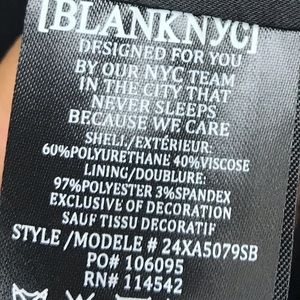 [BLANKNYC]
DESIGNED FOR YOU
BY OUR NYC TEAM
IN THE CITY THAT
NEVER SLEEPS
BECAUSE WE CARE
SHELL/EXTÉRIEUR:
60%POLYURETHANE 40%VISCOSE
LINING/DOUBLURE:
97%POLYESTER 3%SPANDEX
EXCLUSIVE OF DECORATION
SAUF TISSU DECORATIF
STYLE /MODELE # 24XA5079SB
PO# 106095
RN# 114542